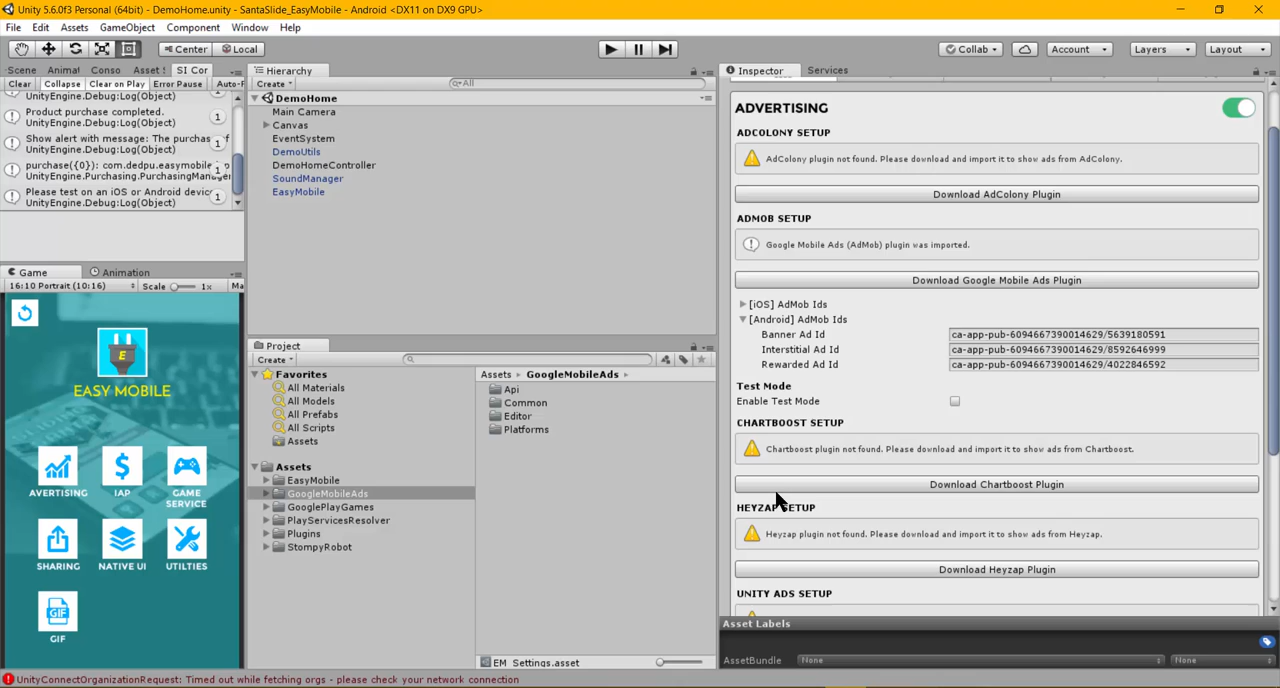 Unity 5.6.0f3 Personal (64bit) - DemoHome.unity - SantaSlide_EasyMobile - Android <DX11 on DX9 GPU>
File Edit Assets GameObject Component Window Help
Center Local Collab Account Layers Layout
Scene Animat Conso Asset S SI Cor
Clear Collapse Clear on Play Error Pause Auto-F
UnityEngine.Debug:Log(Object)
Product purchase completed.
UnityEngine.Debug:Log(Object) 1
Show alert with message: The purchas of
UnityEngine.Debug:Log(Object) 1
purchase({0}): com.dedpu.easymobile
UnityEngine.Purchasing.PurchasingManager 1
Please test on an iOS or Android device
UnityEngine.Debug:Log(Object) 1
Game Animation
16:10 Portrait (10:16) Scale 1x Ma
E
EASY MOBILE
AVERTISING IAP GAME SERVICE
SHARING NATIVE UI UTILTIES
GIF
GIF
Hierarchy
Create All
DemoHome
Main Camera
Canvas
EventSystem
DemoUtils
DemoHomeController
SoundManager
EasyMobile
Project
Create
Favorites
All Materials
All Models
All Prefabs
All Scripts
Assets
Assets
EasyMobile
GoogleMobileAds
GooglePlayGames
PlayServicesResolver
Plugins
StompyRobot
Assets GoogleMobileAds
Api
Common
Editor
Platforms
EM_Settings.asset
Inspector Services
ADVERTISING
ADCOLONY SETUP
AdColony plugin not found. Please download and import it to show ads from AdColony.
Download AdColony Plugin
ADMOB SETUP
Google Mobile Ads (AdMob) plugin was imported.
Download Google Mobile Ads Plugin
[iOS] AdMob Ids
[Android] AdMob Ids
Banner Ad Id ca-app-pub-6094667390014629/5639180591
Interstitial Ad Id ca-app-pub-6094667390014629/8592646999
Rewarded Ad Id ca-app-pub-6094667390014629/4022846592
Test Mode
Enable Test Mode
CHARTBOOST SETUP
Chartboost plugin not found. Please download and import it to show ads from Chartboost.
Download Chartboost Plugin
HEYZAP SETUP
Heyzap plugin not found. Please download and import it to show ads from Heyzap.
Download Heyzap Plugin
UNITY ADS SETUP
Asset Labels
AssetBundle None None
UnityConnectOrganizationRequest: Timed out while fetching orgs - please check your network connection